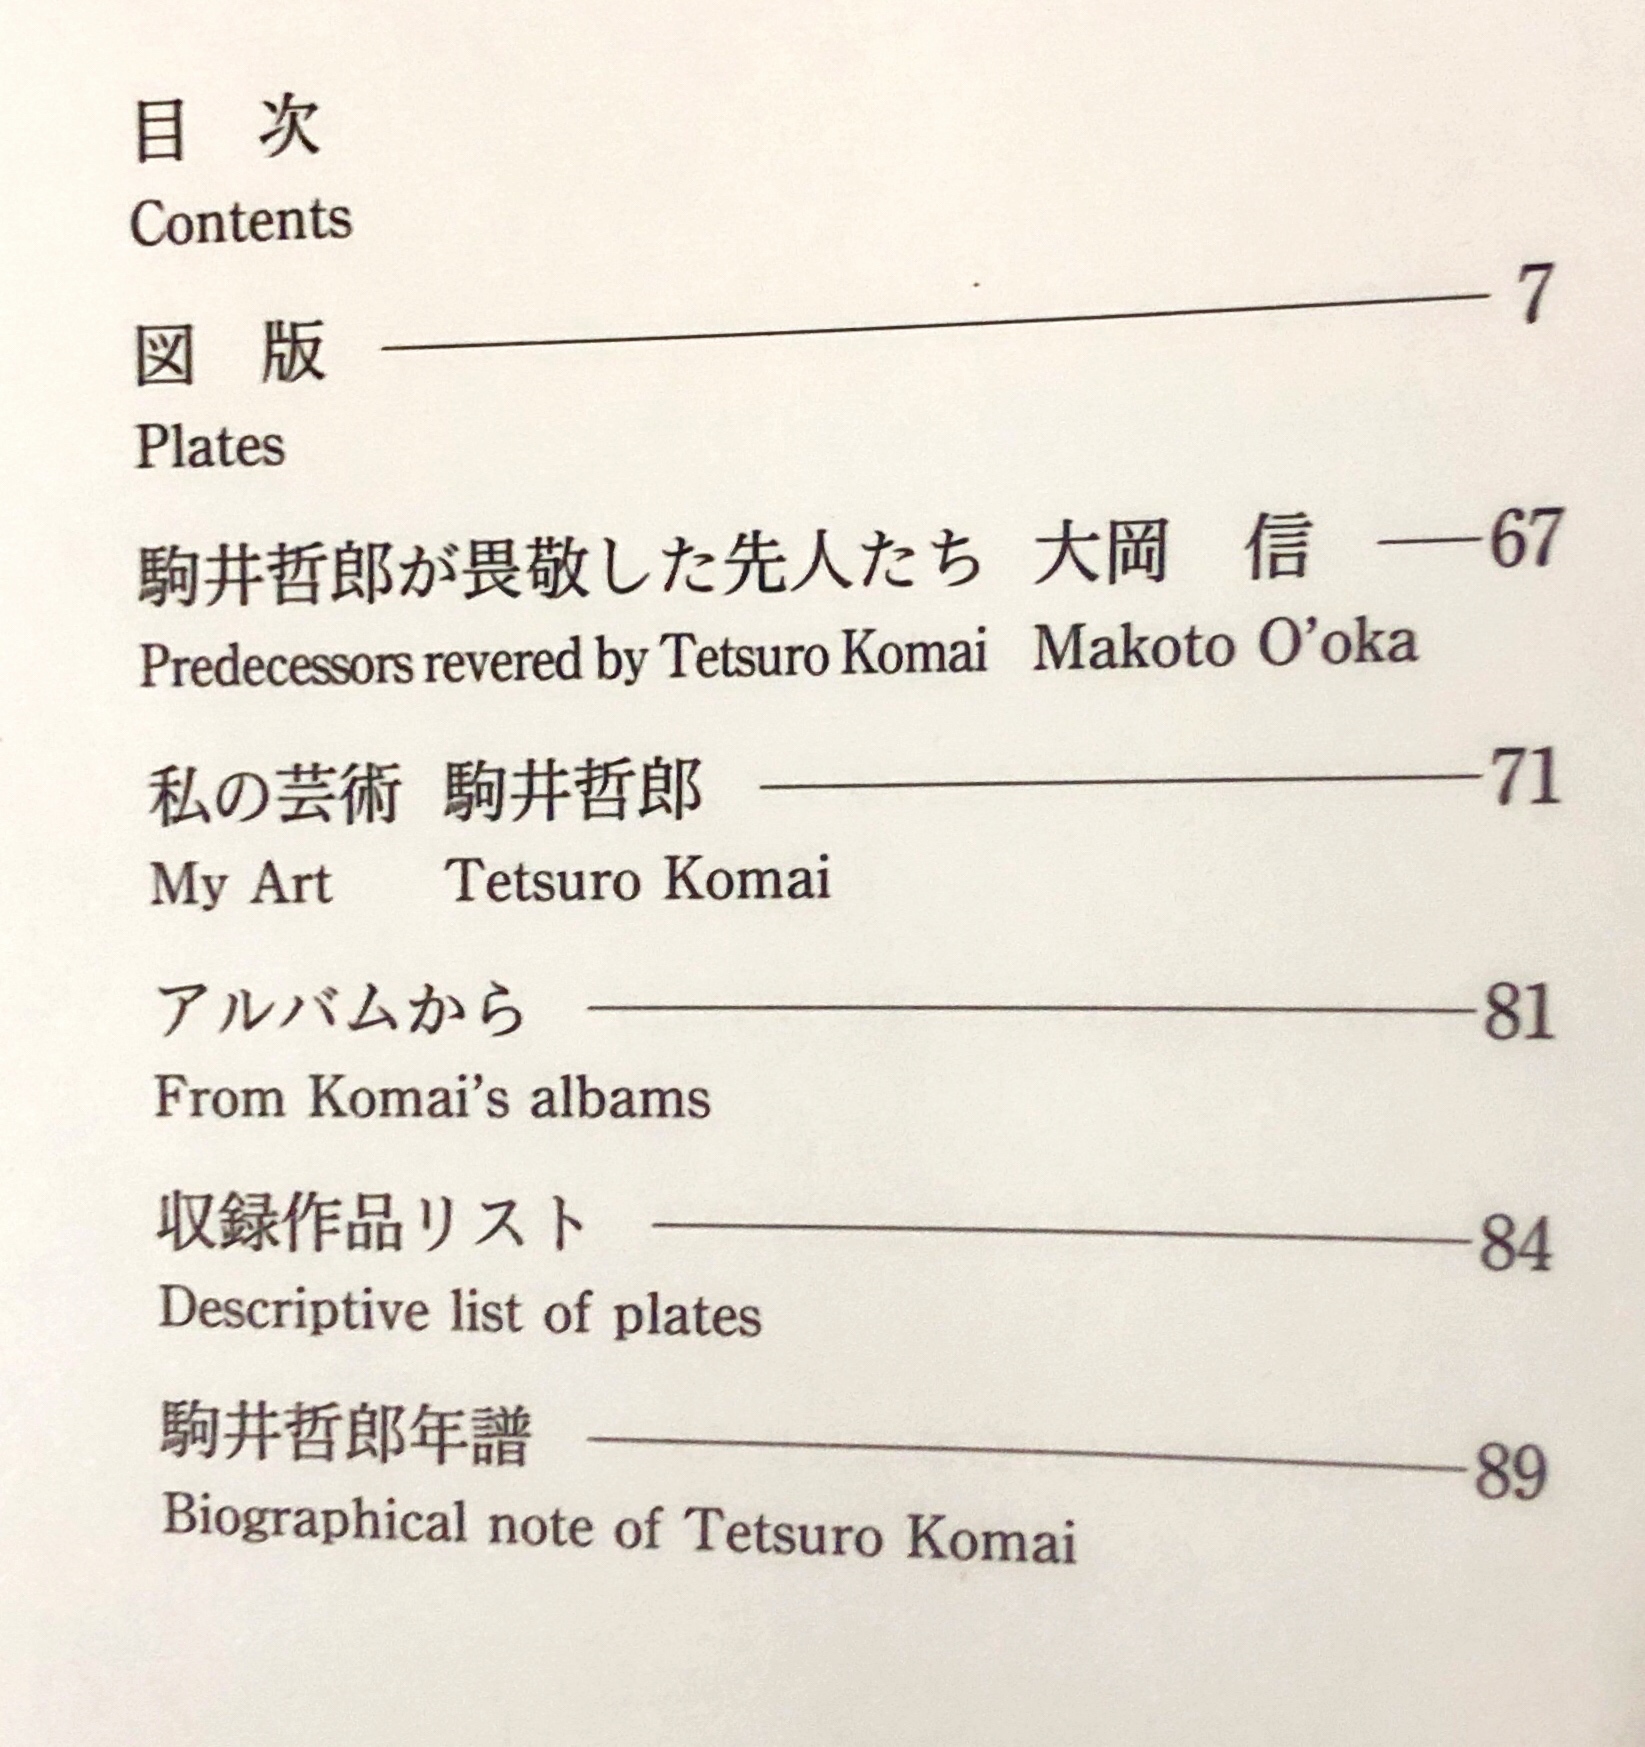 目 次
Contents
図 版 7
Plates
駒井哲郎が畏敬した先人たち 大岡 信 67
Predecessors revered by Tetsuro Komai Makoto O'oka
私の芸術 駒井哲郎 71
My Art Tetsuro Komai
アルバムから 81
From Komai's albams
収録作品リスト 84
Descriptive list of plates
駒井哲郎年譜 89
Biographical note of Tetsuro Komai